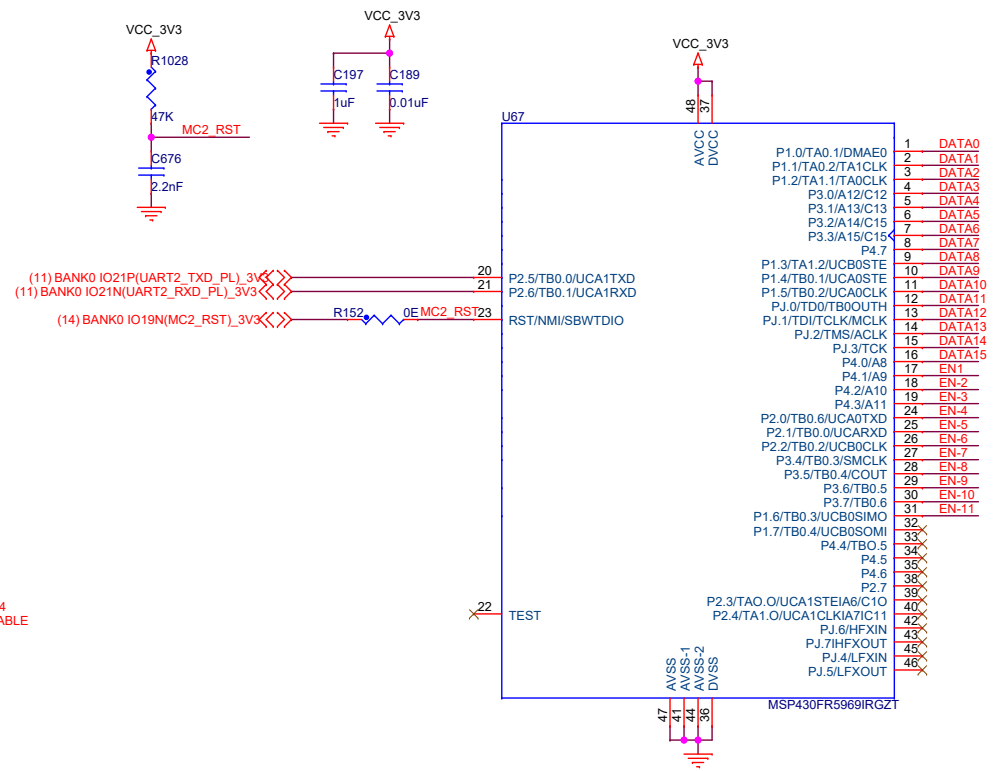 VCC_3V3
R1028
47K
MC2_RST
C676
2.2nF
VCC_3V3
C197
1uF
C189
0.01uF
VCC_3V3
U67
48
37
AVCC
DVCC
P1.0/TA0.1/DMAE0 1 DATA0
P1.1/TA0.2/TA1CLK 2 DATA1
P1.2/TA1.1/TA0CLK 3 DATA2
P3.0/A12/C12 4 DATA3
P3.1/A13/C13 5 DATA4
P3.2/A14/C15 6 DATA5
P3.3/A15/C15 7 DATA6
P4.7 8 DATA7
P1.3/TA1.2/UCB0STE 9 DATA8
P1.4/TB0.1/UCA0STE 10 DATA9
P1.5/TB0.2/UCA0CLK 11 DATA10
PJ.0/TD0/TB0OUTH 12 DATA11
PJ.1/TDI/TCLK/MCLK 13 DATA12
PJ.2/TMS/ACLK 14 DATA13
PJ.3/TCK 15 DATA14
P4.0/A8 16 DATA15
P4.1/A9 17 EN1
P4.2/A10 18 EN-2
P4.3/A11 19 EN-3
P2.0/TB0.6/UCA0TXD 24 EN-4
P2.1/TB0.0/UCARXD 25 EN-5
P2.2/TB0.2/UCB0CLK 26 EN-6
P3.4/TB0.3/SMCLK 27 EN-7
P3.5/TB0.4/COUT 28 EN-8
P3.6/TB0.5 29 EN-9
P3.7/TB0.6 30 EN-10
P1.6/TB0.3/UCB0SIMO 31 EN-11
P1.7/TB0.4/UCB0SOMI 32
P4.4/TBO.5 33
P4.5 34
P4.6 35
P2.7 38
P2.3/TAO.O/UCA1STEIA6/C1O 39
P2.4/TA1.O/UCA1CLKIA7IC11 40
PJ.6/HFXIN 42
PJ.7IHFXOUT 43
PJ.4/LFXIN 45
PJ.5/LFXOUT 46
(11) BANK0 IO21P(UART2_TXD_PL)_3V3 20 P2.5/TB0.0/UCA1TXD
(11) BANK0 IO21N(UART2_RXD_PL)_3V3 21 P2.6/TB0.1/UCA1RXD
(14) BANK0 IO19N(MC2_RST)_3V3 R152 0E MC2_RST 23 RST/NMI/SBWTDIO
4
ABLE
22 TEST
AVSS
AVSS-1
AVSS-2
DVSS
47
41
44
36
MSP430FR5969IRGZT